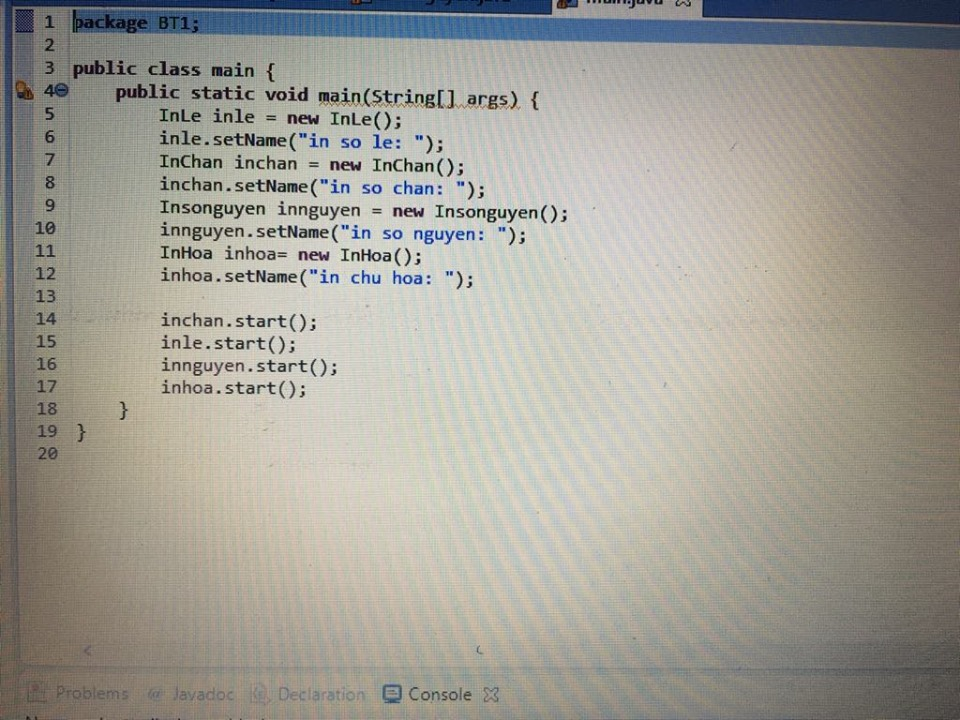 main.java
1 package BT1;
2
3 public class main {
4 public static void main(String[] args) {
5 InLe inle = new InLe();
6 inle.setName("in so le: ");
7 InChan inchan = new InChan();
8 inchan.setName("in so chan: ");
9 Insonguyen innguyen = new Insonguyen();
10 innguyen.setName("in so nguyen: ");
11 InHoa inhoa= new InHoa();
12 inhoa.setName("in chu hoa: ");
13
14 inchan.start();
15 inle.start();
16 innguyen.start();
17 inhoa.start();
18 }
19 }
20
Problems @ Javadoc Declaration Console